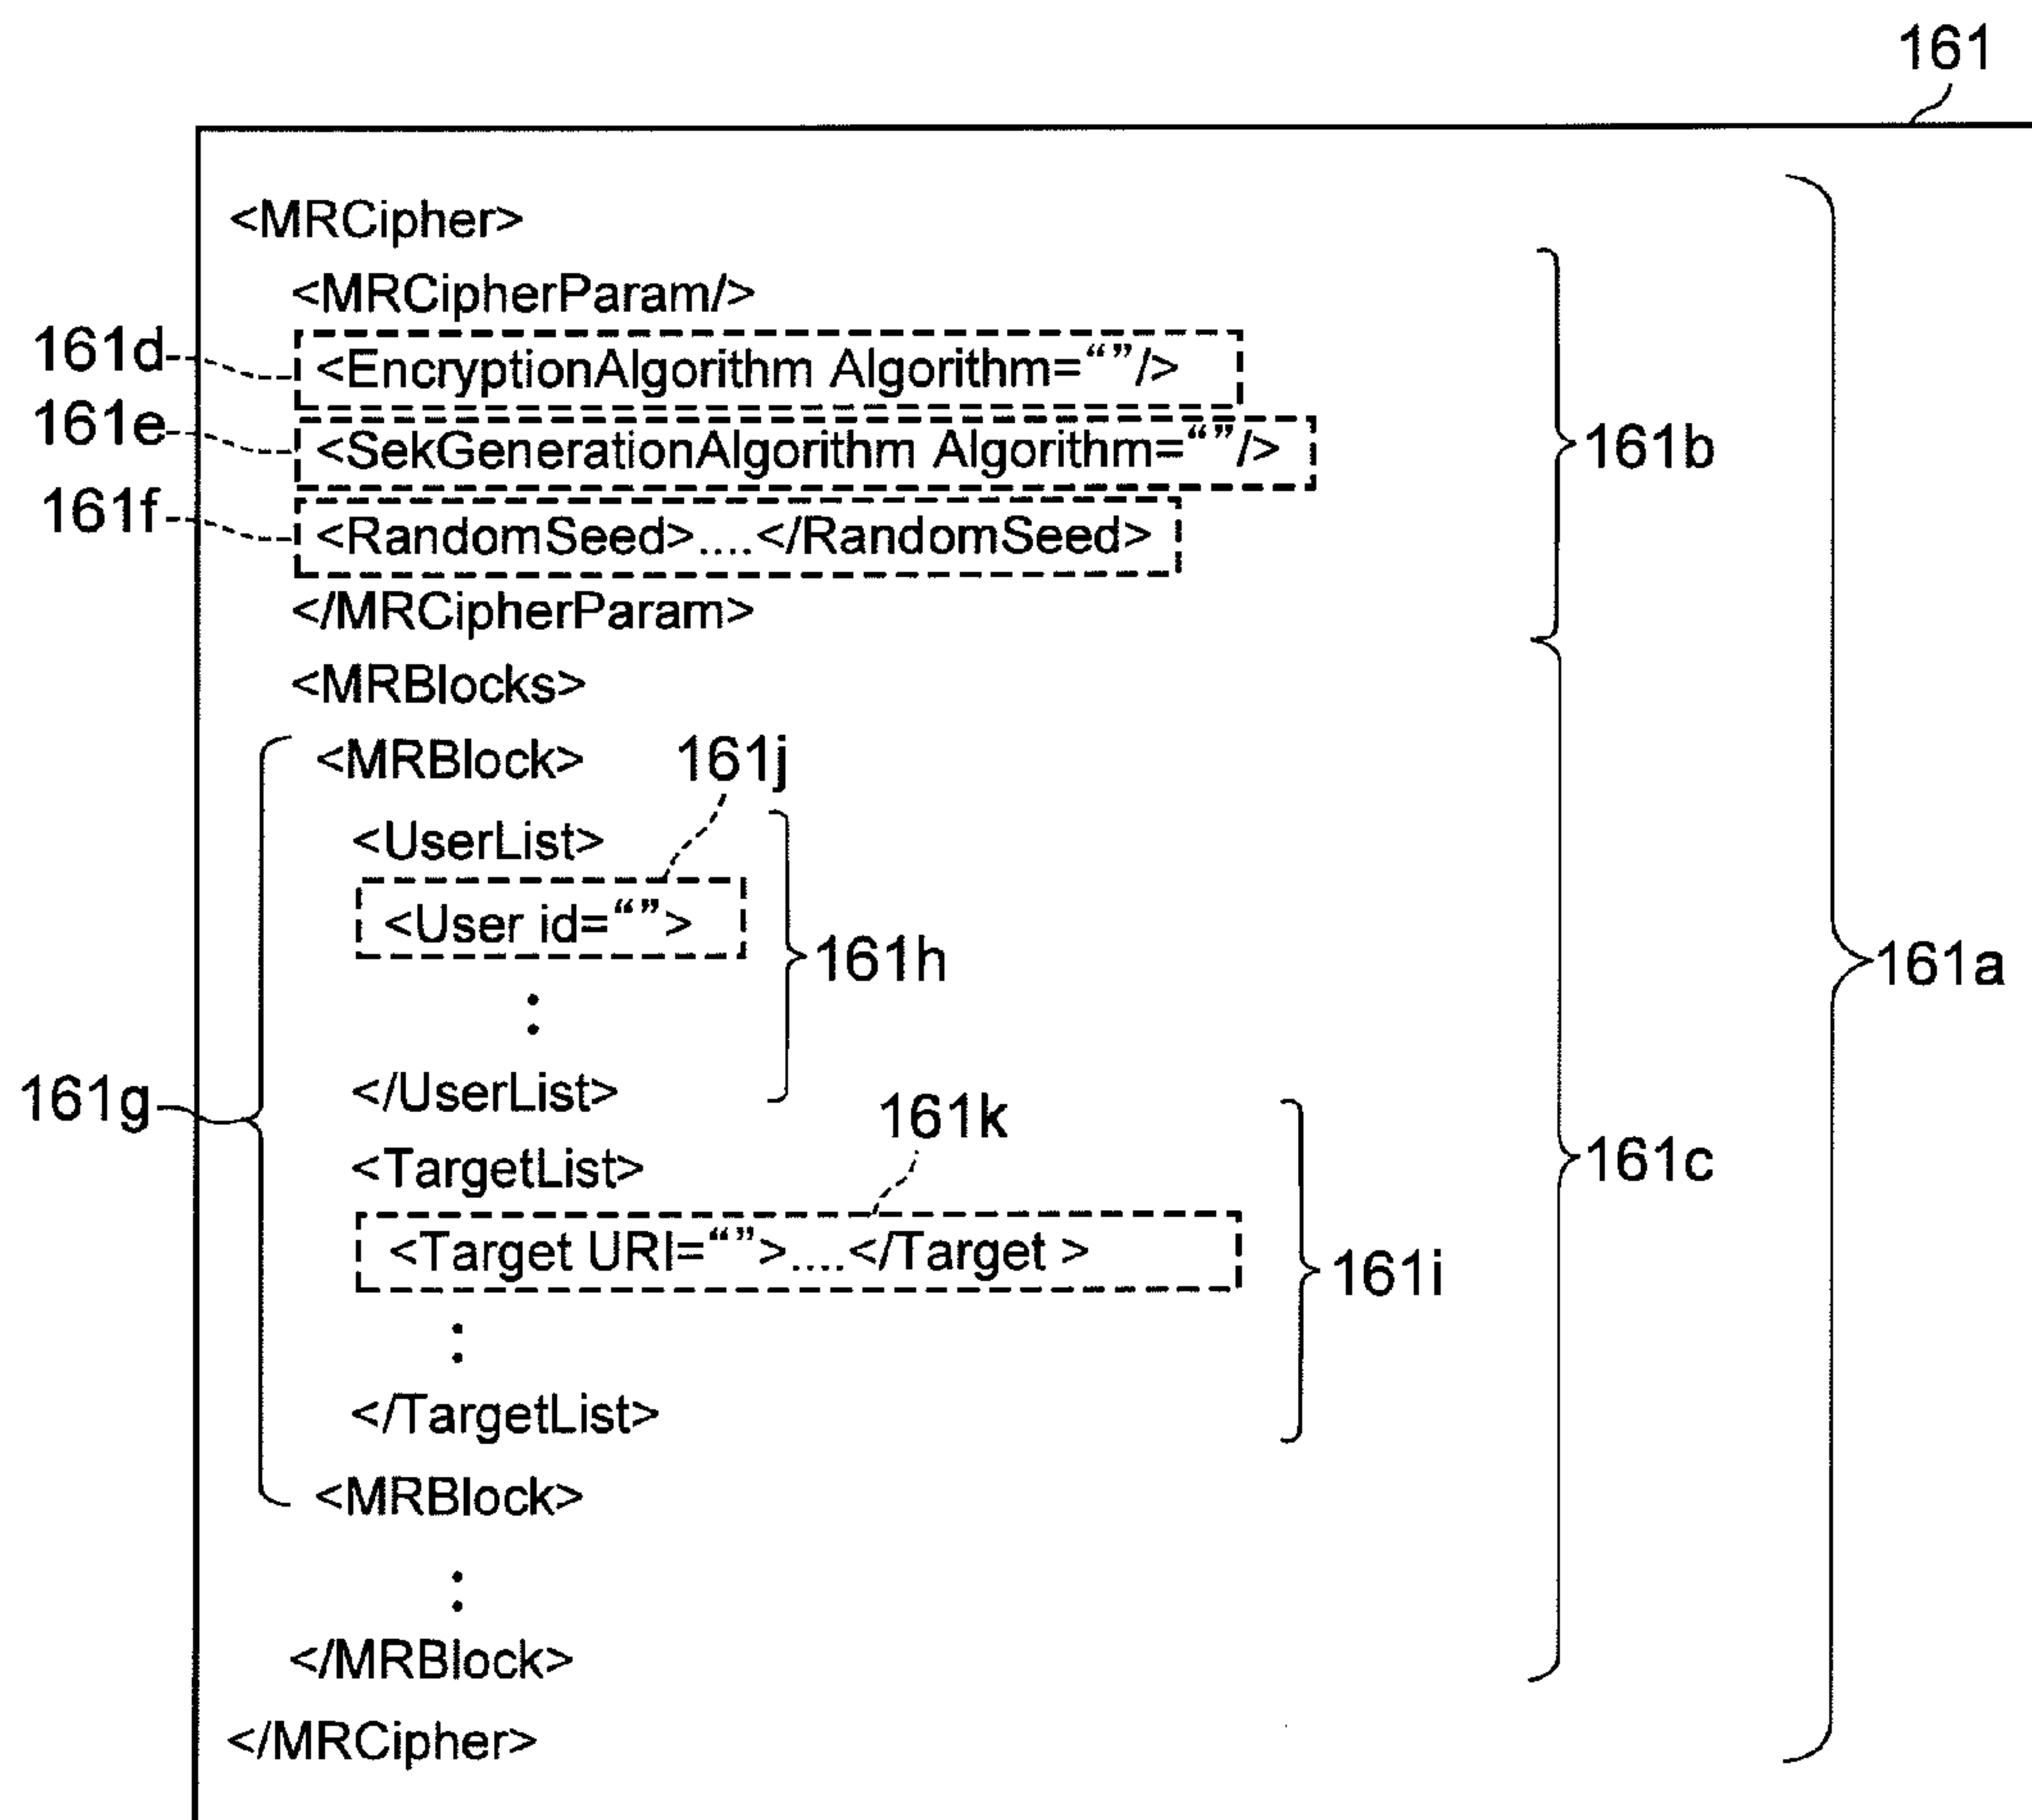 161
<MRCipher>
<MRCipherParam/>
161d
<EncryptionAlgorithm Algorithm=“”/>
161e
<SekGenerationAlgorithm Algorithm=“”/>
161b
161f
<RandomSeed>....</RandomSeed>
</MRCipherParam>
<MRBlocks>
<MRBlock>
161j
<UserList>
<User id=“”>
161h
161a
:
161g
</UserList>
161k
<TargetList>
161c
<Target URI=“”>....</Target >
161i
:
</TargetList>
<MRBlock>
:
</MRBlock>
</MRCipher>